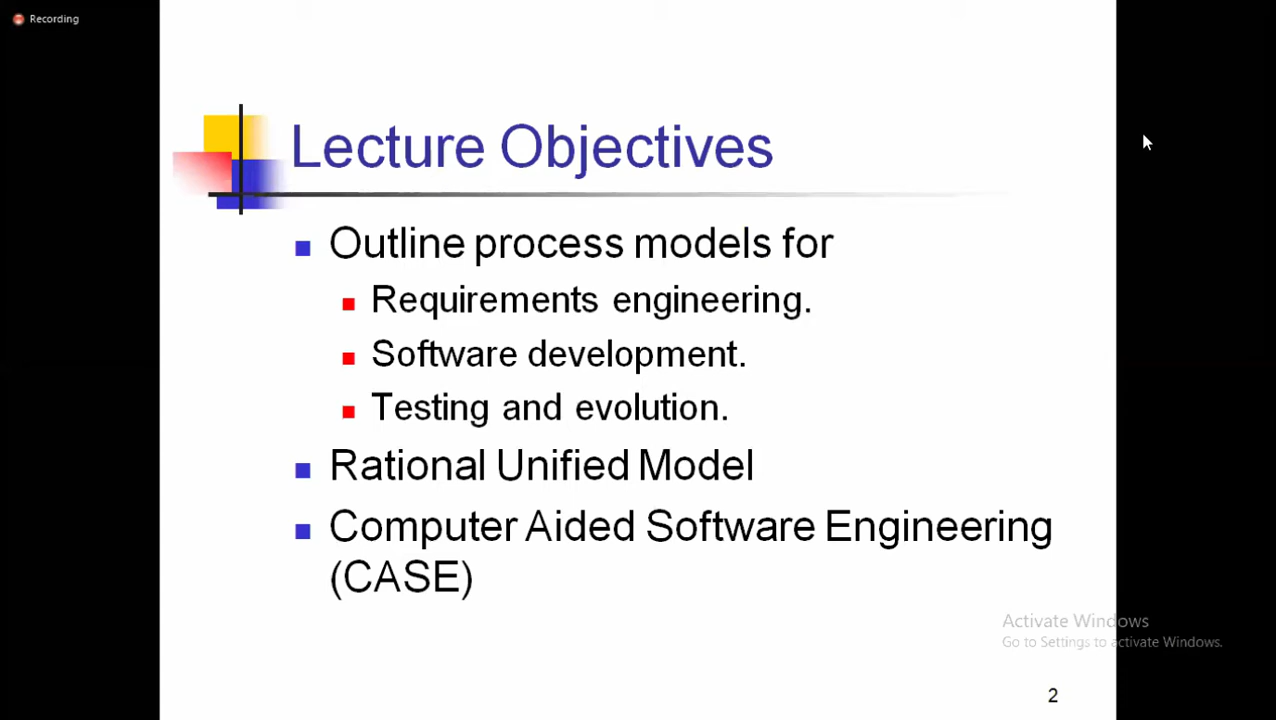 Recording
Lecture Objectives
Outline process models for
Requirements engineering.
Software development.
Testing and evolution.
Rational Unified Model
Computer Aided Software Engineering
(CASE)
Activate Windows
Go to Settings to activate Windows.
2